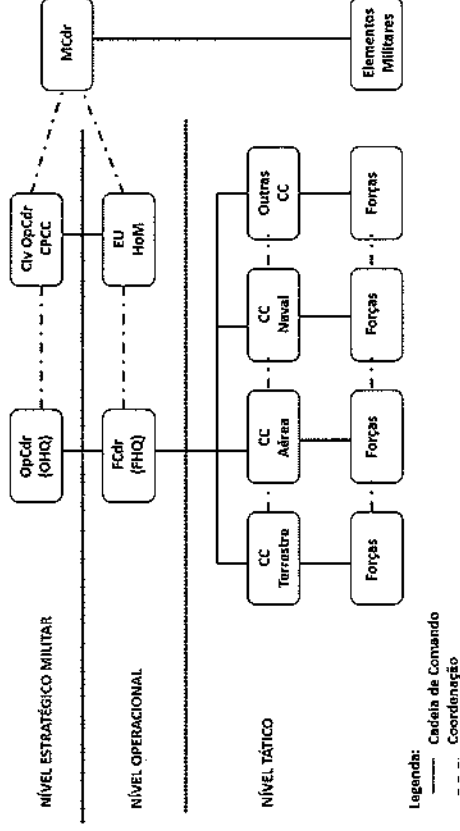 NÍVEL ESTRATÉGICO MILITAR
OpCdr
(OHQ)
Civ OpCdr
CPCC
MCdr
NÍVEL OPERACIONAL
FCdr
(FHQ)
EU
HoM
NÍVEL TÁTICO
CC
Terrestre
CC
Aérea
CC
Naval
Outras
CC
Forças
Forças
Forças
Forças
Elementos
Militares
Legenda:
Cadeia de Comando
Coordenação